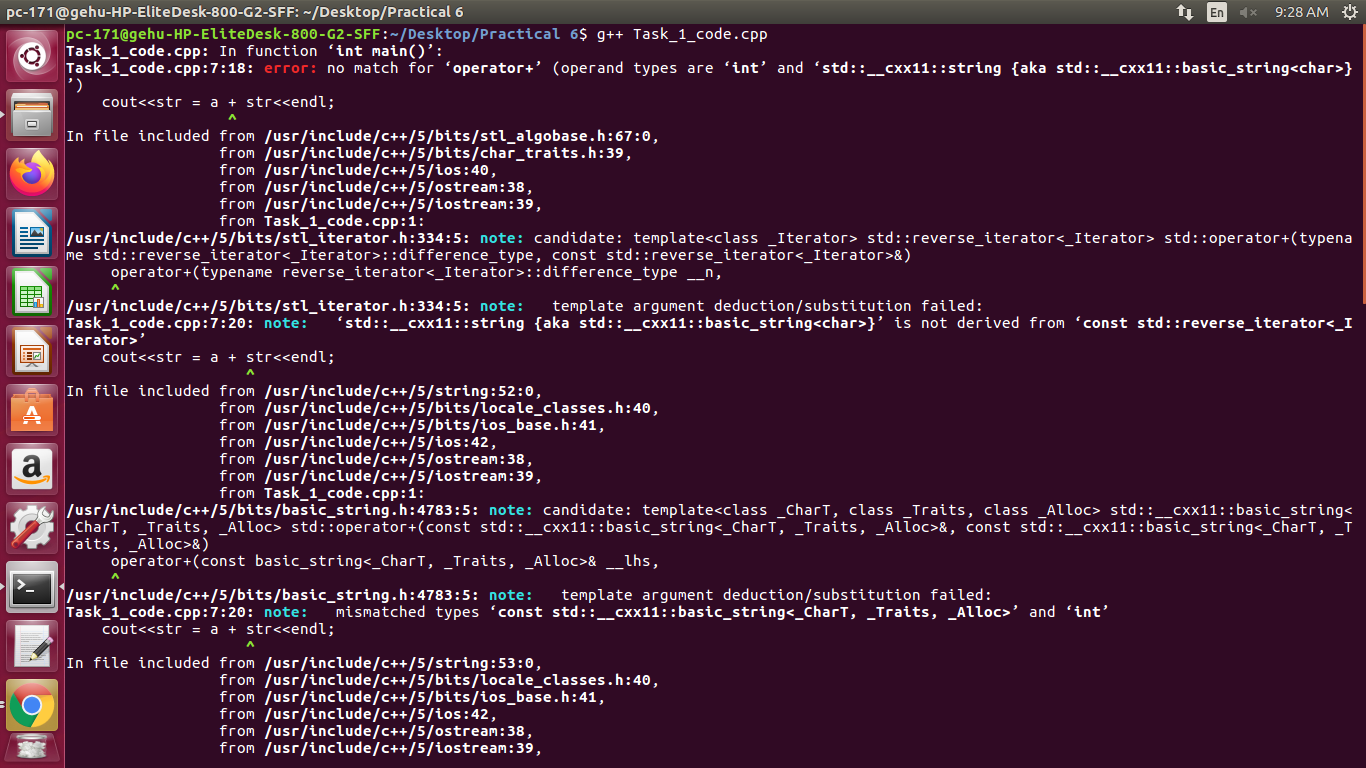 pc-171@gehu-HP-EliteDesk-800-G2-SFF: ~/Desktop/Practical 6
En
9:28 AM
pc-171@gehu-HP-EliteDesk-800-G2-SFF:~/Desktop/Practical 6$ g++ Task_1_code.cpp
Task_1_code.cpp: In function ‘int main()’:
Task_1_code.cpp:7:18: error: no match for ‘operator+’ (operand types are ‘int’ and ‘std::__cxx11::string {aka std::__cxx11::basic_string<char>}
’)
    cout<<str = a + str<<endl;
                  ^
In file included from /usr/include/c++/5/bits/stl_algobase.h:67:0,
                 from /usr/include/c++/5/bits/char_traits.h:39,
                 from /usr/include/c++/5/ios:40,
                 from /usr/include/c++/5/ostream:38,
                 from /usr/include/c++/5/iostream:39,
                 from Task_1_code.cpp:1:
/usr/include/c++/5/bits/stl_iterator.h:334:5: note: candidate: template<class _Iterator> std::reverse_iterator<_Iterator> std::operator+(typena
me std::reverse_iterator<_Iterator>::difference_type, const std::reverse_iterator<_Iterator>&)
     operator+(typename reverse_iterator<_Iterator>::difference_type __n,
     ^
/usr/include/c++/5/bits/stl_iterator.h:334:5: note:   template argument deduction/substitution failed:
Task_1_code.cpp:7:20: note:   ‘std::__cxx11::string {aka std::__cxx11::basic_string<char>}’ is not derived from ‘const std::reverse_iterator<_I
terator>’
    cout<<str = a + str<<endl;
                    ^
In file included from /usr/include/c++/5/string:52:0,
                 from /usr/include/c++/5/bits/locale_classes.h:40,
                 from /usr/include/c++/5/bits/ios_base.h:41,
                 from /usr/include/c++/5/ios:42,
                 from /usr/include/c++/5/ostream:38,
                 from /usr/include/c++/5/iostream:39,
                 from Task_1_code.cpp:1:
/usr/include/c++/5/bits/basic_string.h:4783:5: note: candidate: template<class _CharT, class _Traits, class _Alloc> std::__cxx11::basic_string<
_CharT, _Traits, _Alloc> std::operator+(const std::__cxx11::basic_string<_CharT, _Traits, _Alloc>&, const std::__cxx11::basic_string<_CharT, _T
raits, _Alloc>&)
     operator+(const basic_string<_CharT, _Traits, _Alloc>& __lhs,
     ^
/usr/include/c++/5/bits/basic_string.h:4783:5: note:   template argument deduction/substitution failed:
Task_1_code.cpp:7:20: note:   mismatched types ‘const std::__cxx11::basic_string<_CharT, _Traits, _Alloc>’ and ‘int’
    cout<<str = a + str<<endl;
                    ^
In file included from /usr/include/c++/5/string:53:0,
                 from /usr/include/c++/5/bits/locale_classes.h:40,
                 from /usr/include/c++/5/bits/ios_base.h:41,
                 from /usr/include/c++/5/ios:42,
                 from /usr/include/c++/5/ostream:38,
                 from /usr/include/c++/5/iostream:39,